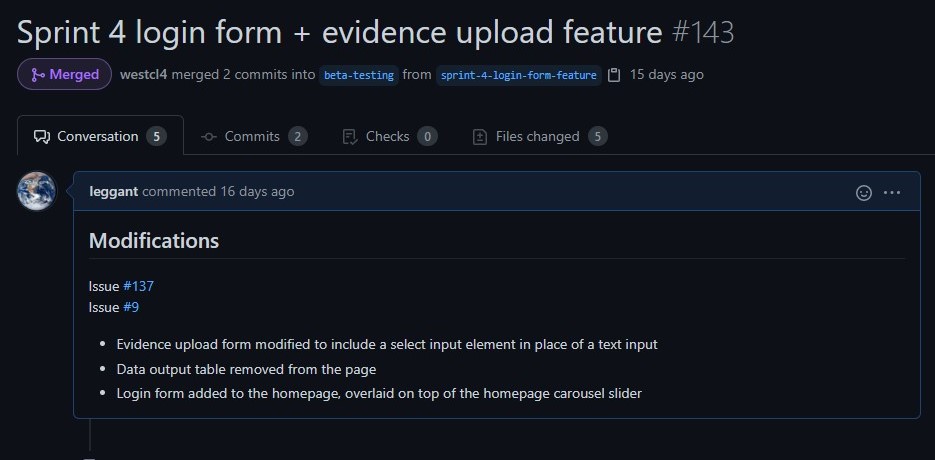 Sprint 4 login form + evidence upload feature #143
Merged westcl4 merged 2 commits into beta-testing from sprint-4-login-form-feature 15 days ago
Conversation 5 Commits 2 Checks 0 Files changed 5
leggant commented 16 days ago
Modifications
Issue #137
Issue #9
• Evidence upload form modified to include a select input element in place of a text input
• Data output table removed from the page
• Login form added to the homepage, overlaid on top of the homepage carousel slider